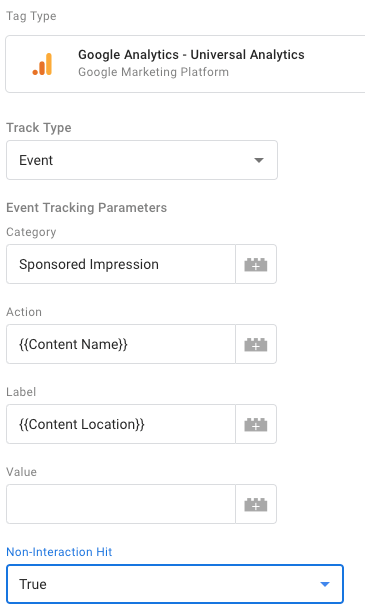 Tag Type
Google Analytics - Universal Analytics
Google Marketing Platform
Track Type
Event
Event Tracking Parameters
Category
Sponsored Impression
Action
{{Content Name}}
Label
{{Content Location}}
Value
Non-Interaction Hit
True